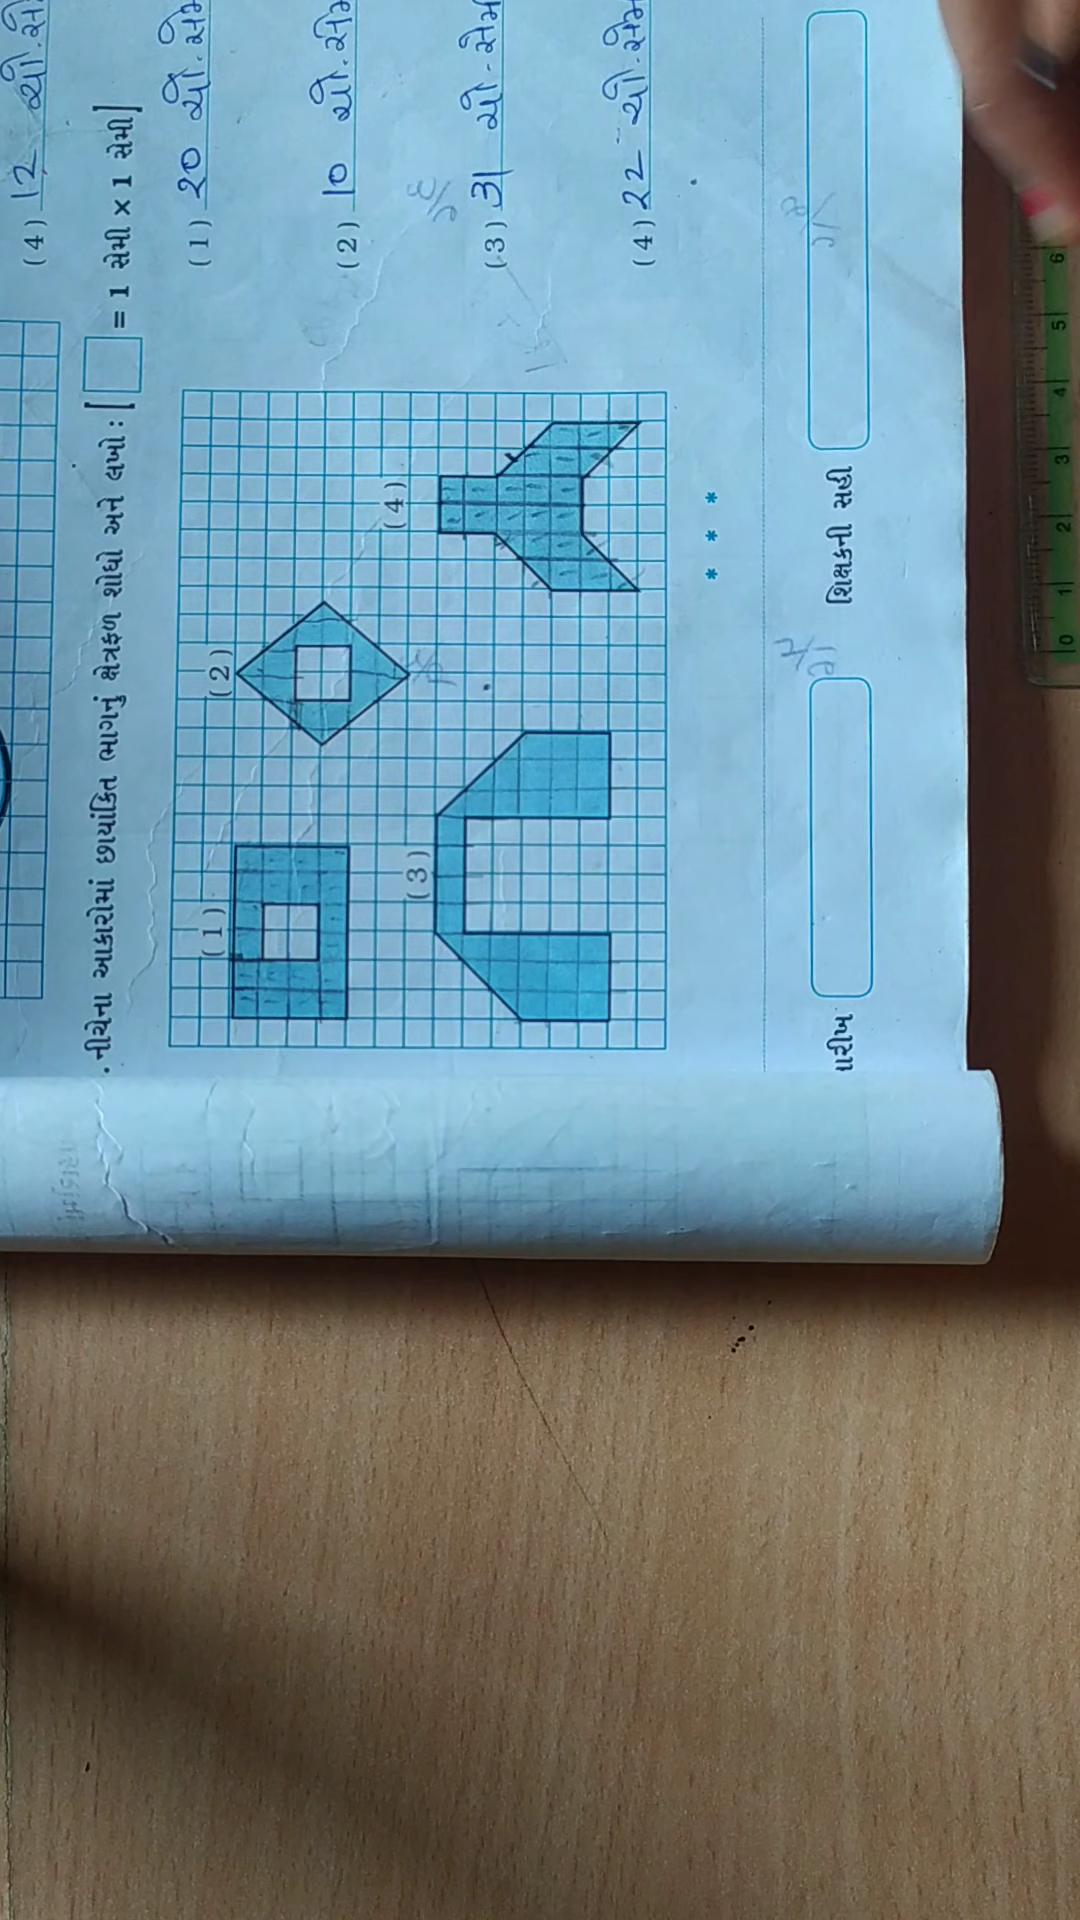 (4) 12 ચો.સે
. નીચેના આકારોમાં છાયાંકિત ભાગનું ક્ષેત્રફળ શોધો અને લખો : [ = 1 સેમી × 1 સેમી]
(1) (2)
(3) (4)
(1) 20 ચો.સેમ
(2) 10 ચો.સેમ
(3) 31 ચો.સેમી
(4) 22 ચો.સેમ
* * *
ારીખ શિક્ષકની સહી
0 1 2 3 4 5 6